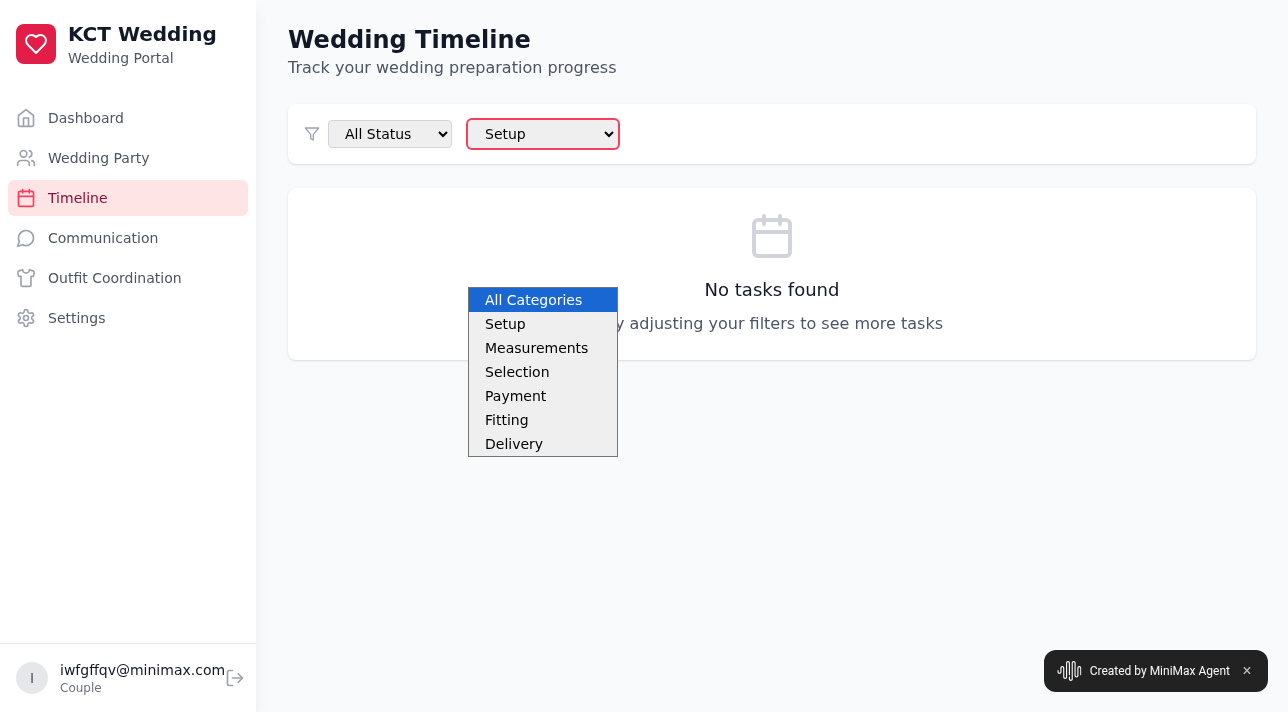 KCT Wedding
Wedding Portal
Dashboard
Wedding Party
Timeline
Communication
Outfit Coordination
Settings
I
iwfgffqv@minimax.com
Couple
Wedding Timeline
Track your wedding preparation progress
All Status
Setup
No tasks found
y adjusting your filters to see more tasks
All Categories
Setup
Measurements
Selection
Payment
Fitting
Delivery
Created by MiniMax Agent ×